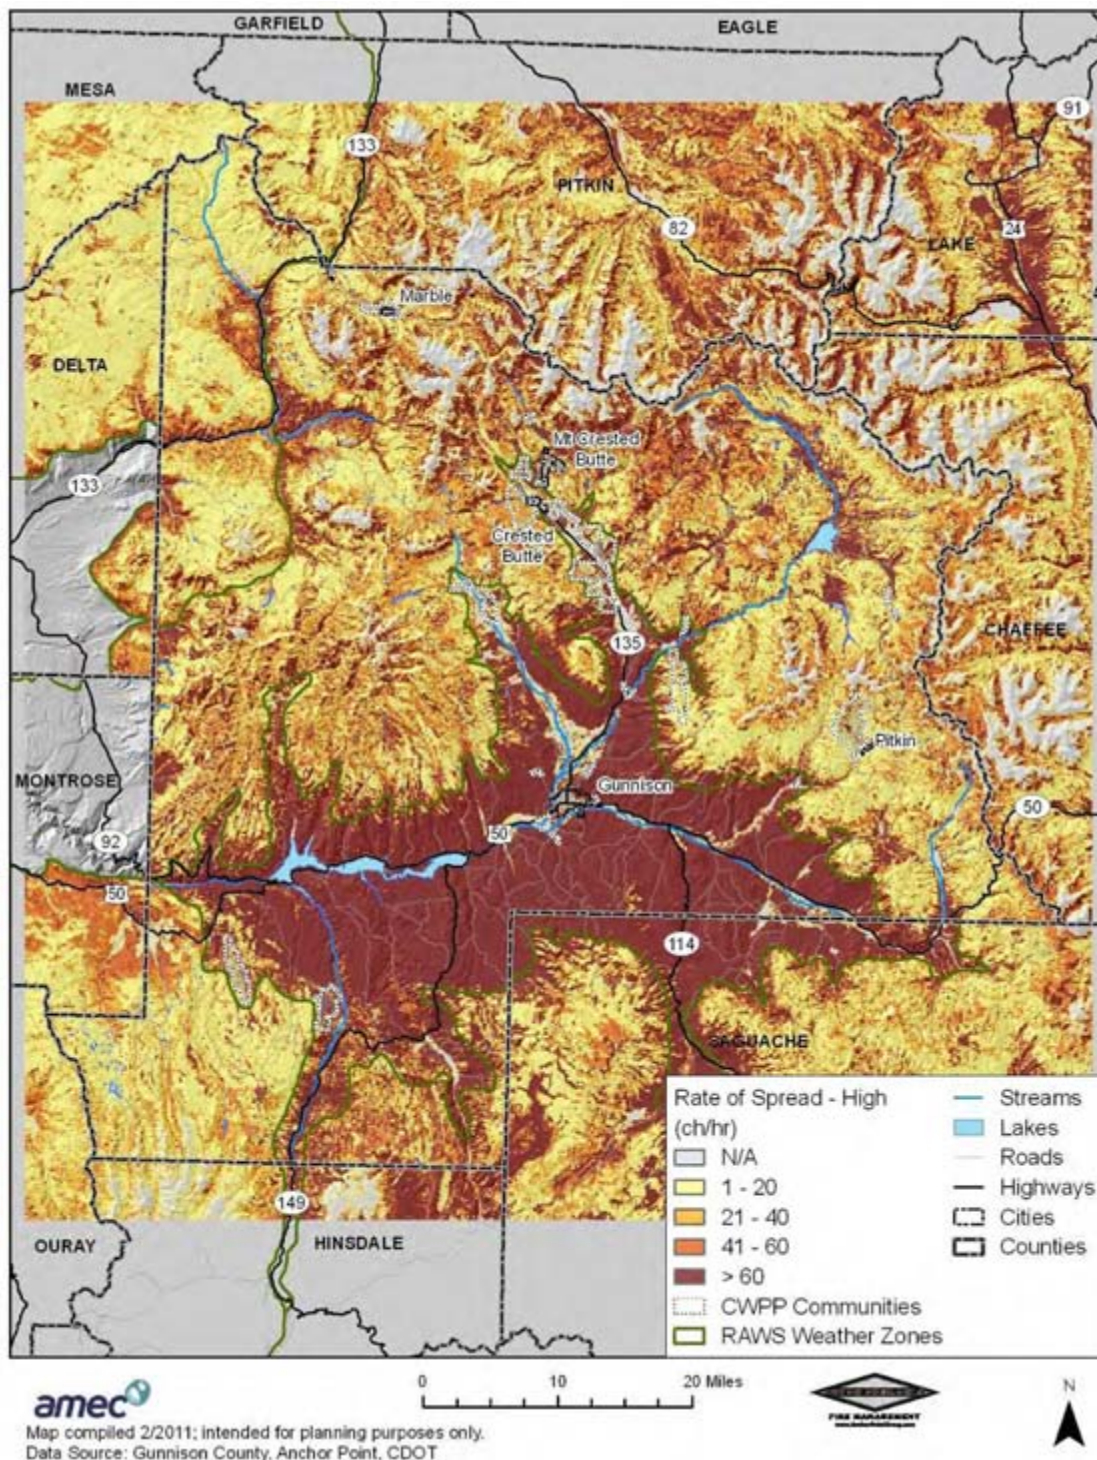 GARFIELD
EAGLE
MESA
91
133
PITKIN
82
24
LAKE
Marble
DELTA
Mt Crested
Butte
133
Crested
Butte
135
CHAFFEE
Pitkin
MONTROSE
Gunnison
50
50
92
50
114
SAGUACHE
149
OURAY
HINSDALE
Rate of Spread - High
(ch/hr)
N/A
1 - 20
21 - 40
41 - 60
> 60
CWPP Communities
RAWS Weather Zones
Streams
Lakes
Roads
Highways
Cities
Counties
amec
0 10 20 Miles
N
FIRE MANAGEMENT
Map compiled 2/2011; intended for planning purposes only.
Data Source: Gunnison County, Anchor Point, CDOT